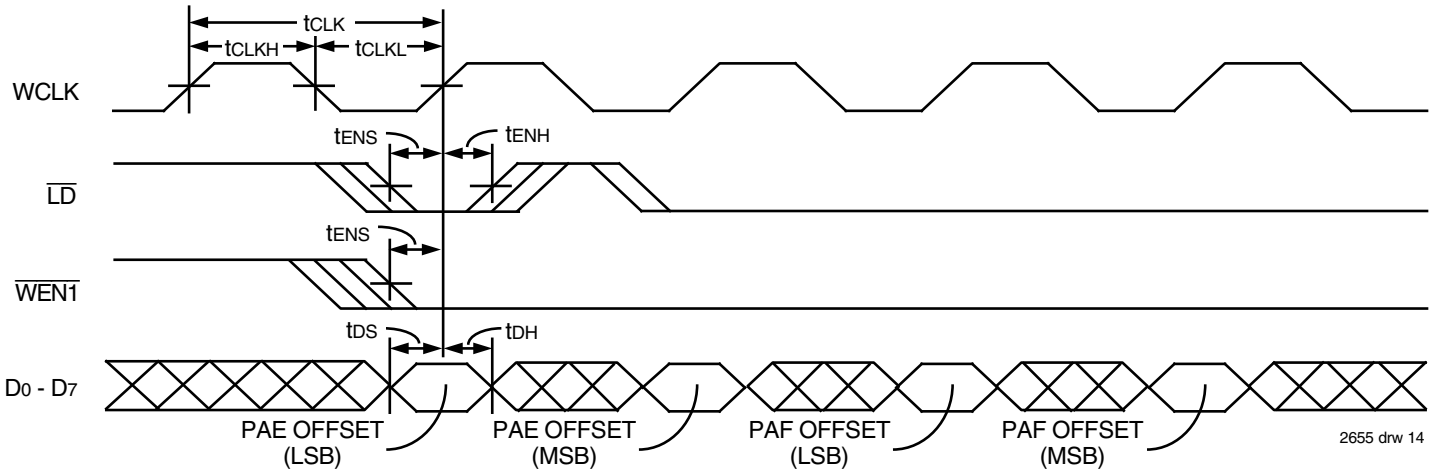 tCLK
tCLKH
tCLKL
WCLK
tENS
tENH
LD
tENS
WEN1
tDS
tDH
D0 - D7
PAE OFFSET
(LSB)
PAE OFFSET
(MSB)
PAF OFFSET
(LSB)
PAF OFFSET
(MSB)
2655 drw 14